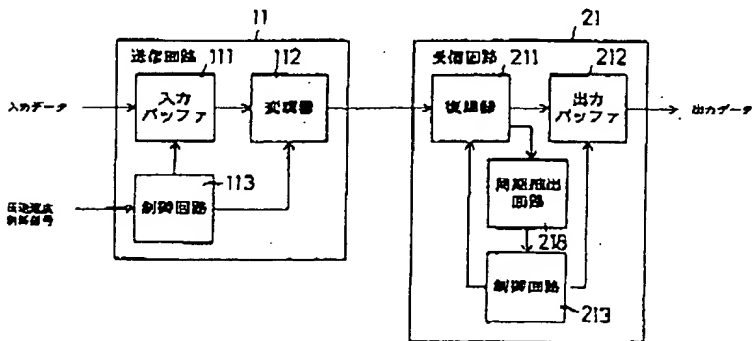 11
送信回路
111
112
入力データ
入力
バッファ
変調器
113
伝送速度
制御信号
制御回路
21
受信回路
211
212
復調器
出力
バッファ
出力データ
周期抽出
回路
218
制御回路
213